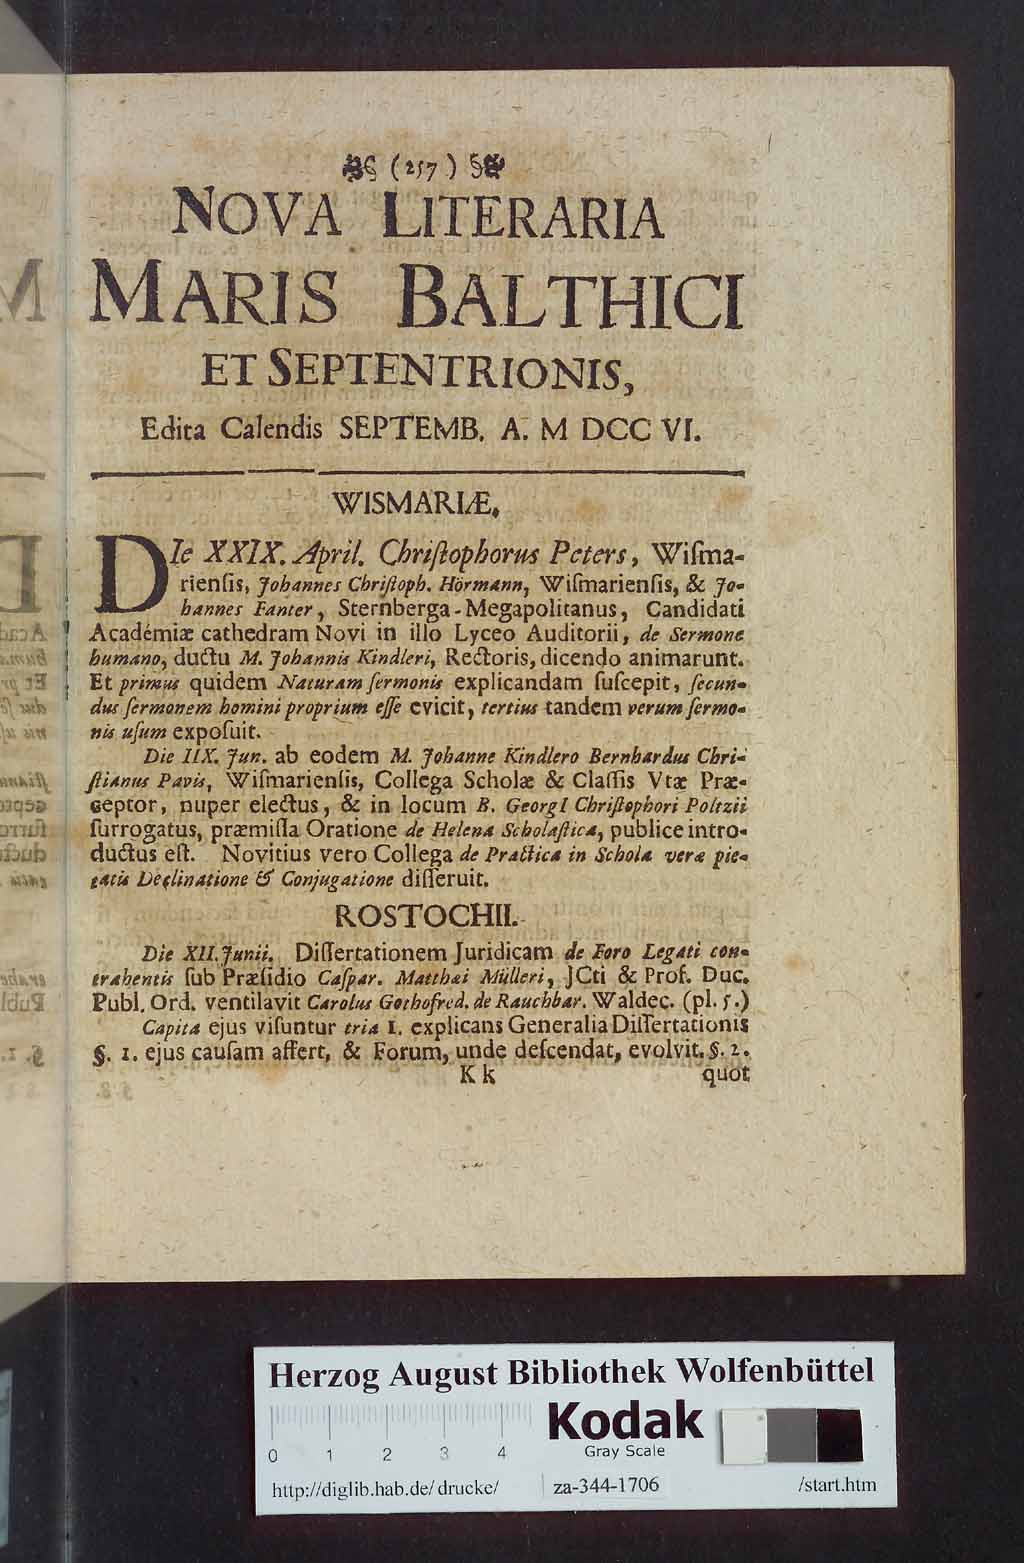 (257)
NOVA LITERARIA
MARIS BALTHICI
ET SEPTENTRIONIS,
Edita Calendis SEPTEMB. A. M DCC VI.
WISMARIÆ.
DIe XXIX. April. Chriſtophorus Peters, Wiſma-
rienſis, Johannes Chriſtoph. Hörmann, Wiſmarienſis, & Jo-
hannes Fanter, Sternberga-Megapolitanus, Candidati
Académiæ cathedram Novi in illo Lyceo Auditorii, de Sermone
humano, ductu M. Johannis Kindleri, Rectoris, dicendo animarunt.
Et primus quidem Naturam ſermonis explicandam ſuſcepit, ſecun-
dus ſermonem homini proprium eſſe evicit, tertius tandem verum ſermo-
nis uſum expoſuit.
Die IIX. Jun. ab eodem M. Johanne Kindlero Bernhardus Chri-
ſtianus Pavis, Wiſmarienſis, Collega Scholæ & Claſſis Vtæ Præ-
ceptor, nuper electus, & in locum B. Georgl Chriſtophori Poltzii
ſurrogatus, præmiſſa Oratione de Helena Scholaſtica, publice intro-
ductus eſt. Novitius vero Collega de Practica in Schola veræ pie-
tatis Declinatione & Conjugatione diſſeruit.
ROSTOCHII.
Die XII. Junii. Diſſertationem Juridicam de Foro Legati con-
trahentis ſub Præſidio Caſpar. Matthæi Mülleri, JCti & Prof. Duc.
Publ. Ord. ventilavit Carolus Gothofred. de Rauchbar. Waldec. (pl. 5.)
Capita ejus viſuntur tria I. explicans Generalia Diſſertationis
§. 1. ejus cauſam affert, & Forum, unde deſcendat, evolvit. §. 2.
K k quot
Herzog August Bibliothek Wolfenbüttel
0 1 2 3 4
Kodak
Gray Scale
http://diglib.hab.de/drucke/ za-344-1706 /start.htm